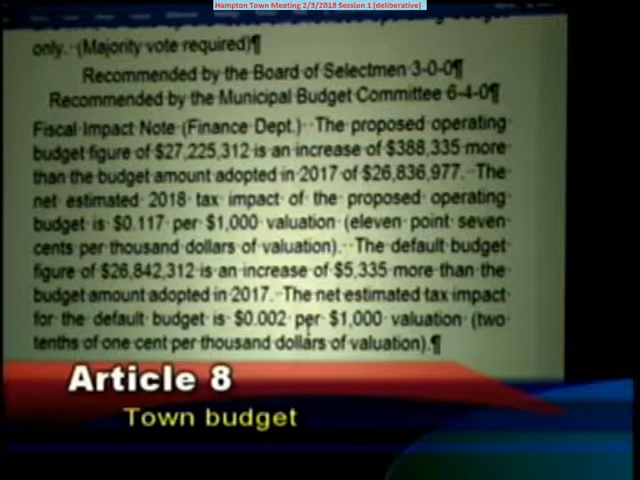 Hampton Town Meeting 2/3/2018 Session 1 (deliberative)
only. (Majority vote required)¶
Recommended by the Board of Selectmen 3-0-0¶
Recommended by the Municipal Budget Committee 6-4-0¶
Fiscal Impact Note (Finance Dept.) The proposed operating
budget figure of $27,225,312 is an increase of $388,335 more
than the budget amount adopted in 2017 of $26,836,977. The
net estimated 2018 tax impact of the proposed operating
budget is $0.117 per $1,000 valuation (eleven point seven
cents per thousand dollars of valuation). The default budget
figure of $26,842,312 is an increase of $5,335 more than the
budget amount adopted in 2017. The net estimated tax impact
for the default budget is $0.002 per $1,000 valuation (two
tenths of one cent per thousand dollars of valuation).¶
Article 8
Town budget